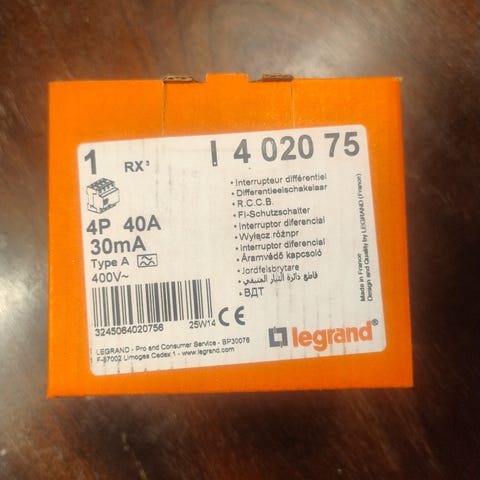 1 RX³ 4 020 75
4P 40A
30mA
Type A
400V~
• Interrupteur différentiel
• Differentieelschakelaar
• R.C.C.B.
• FI-Schutzschalter
• Interruptor diferencial
• Wyłącz.różnpr
• Interruptor diferencial
• Áramvédő kapcsoló
• Jordfelsbrytare
• قاطع دائرة التيار المتبقي
• ВДТ
3245064020756
25W14
CE
LEGRAND - Pro and Consumer Service - BP30076
F-87002 Limoges Cedex 1 - www.legrand.com
legrand®
Made in France
Design and Quality by LEGRAND (France)